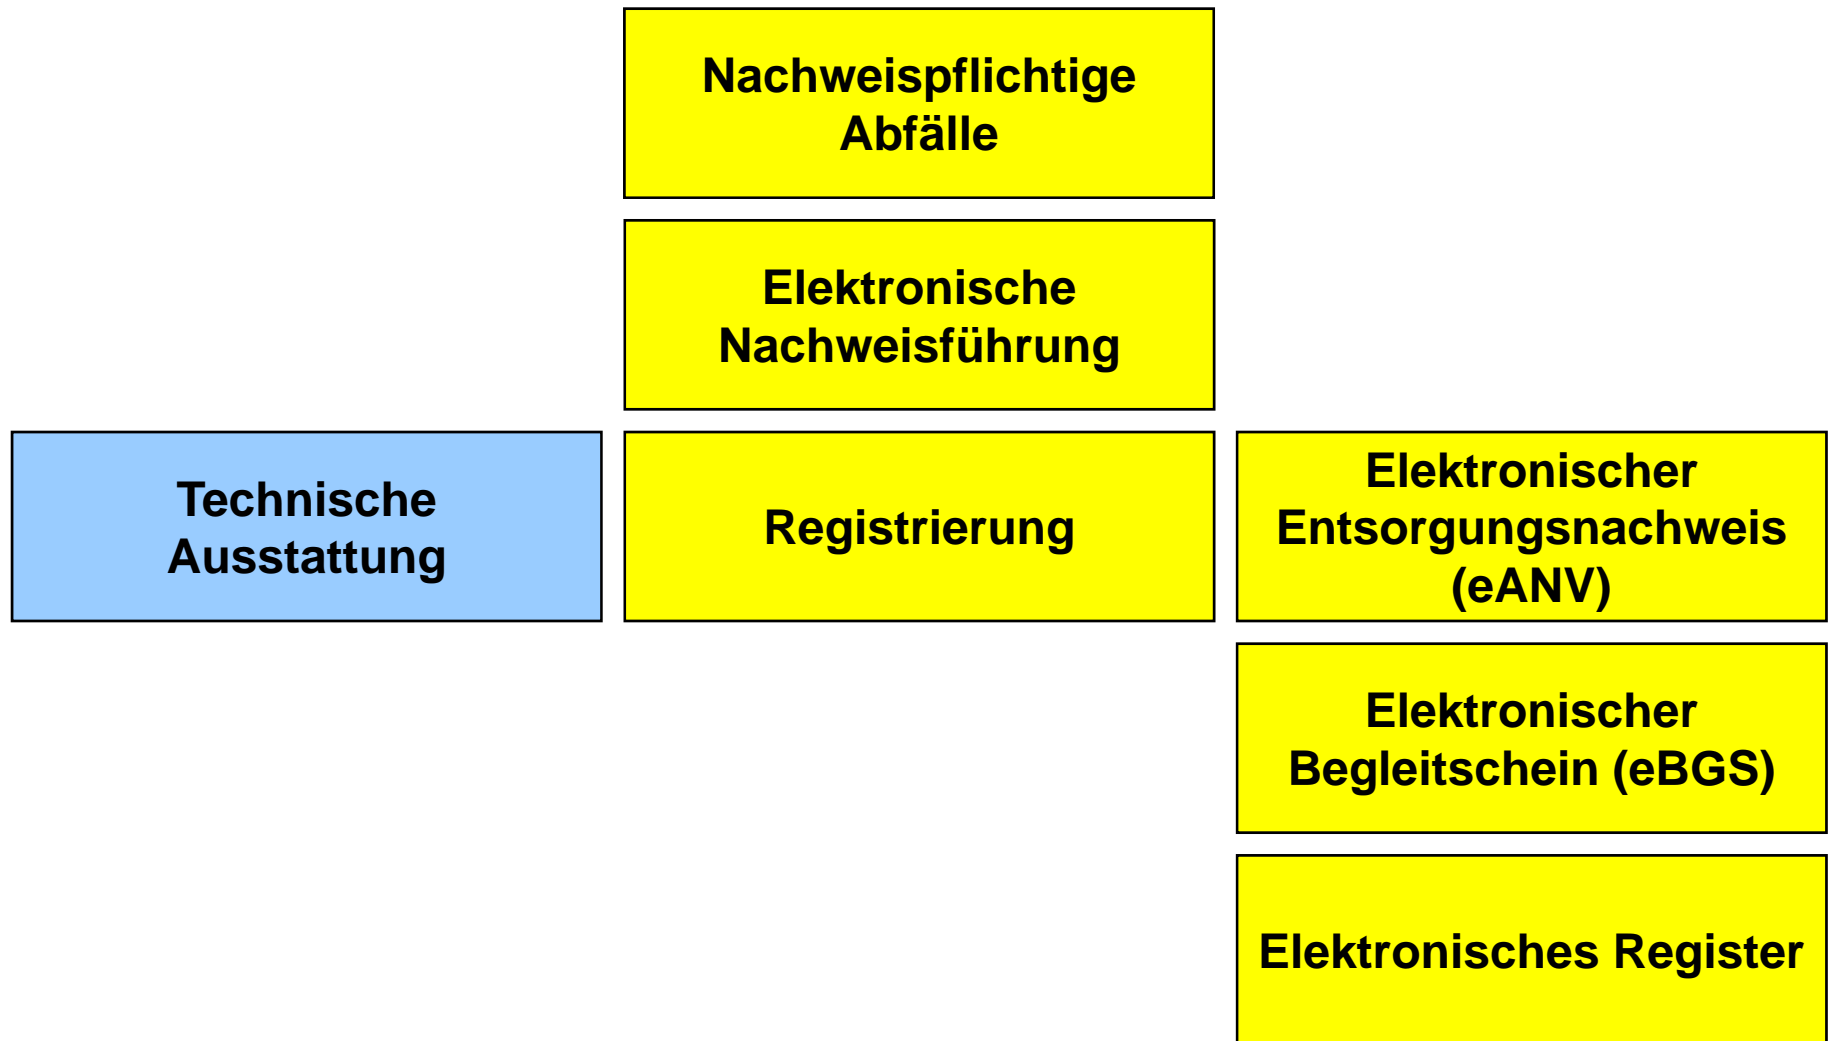 Nachweispflichtige
Abfälle
Elektronische
Nachweisführung
Technische
Ausstattung
Registrierung
Elektronischer
Entsorgungsnachweis
(eANV)
Elektronischer
Begleitschein (eBGS)
Elektronisches Register